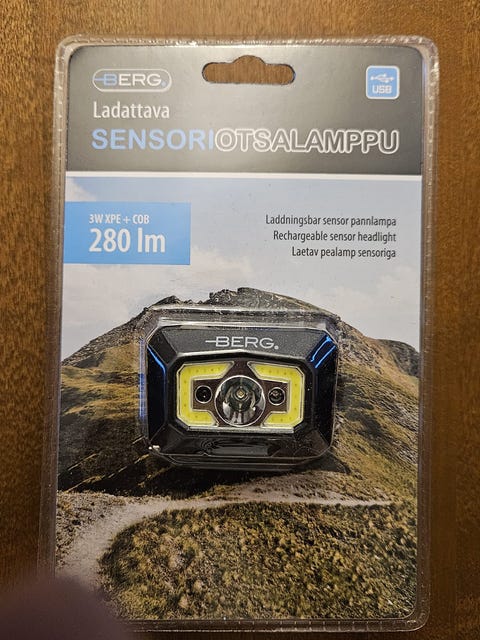 BERG
USB
Ladattava
SENSORIOTSALAMPPU
3W XPE + COB
280 lm
Laddningsbar sensor pannlampa
Rechargeable sensor headlight
Laetav pealamp sensoriga
BERG